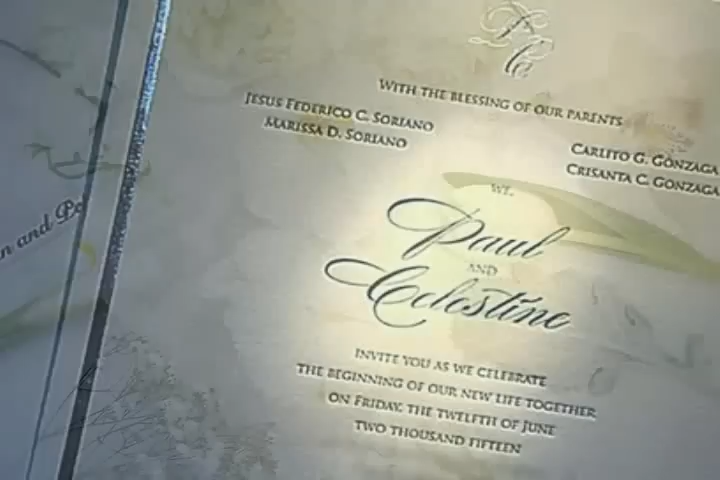 P
C
WITH THE BLESSING OF OUR PARENTS
JESUS FEDERICO C. SORIANO
MARISSA D. SORIANO
CARLITO G. GONZAGA
CRISANTA C. GONZAGA
WE,
Paul
AND
Celestine
INVITE YOU AS WE CELEBRATE
THE BEGINNING OF OUR NEW LIFE TOGETHER
ON FRIDAY, THE TWELFTH OF JUNE
TWO THOUSAND FIFTEEN
n and Po